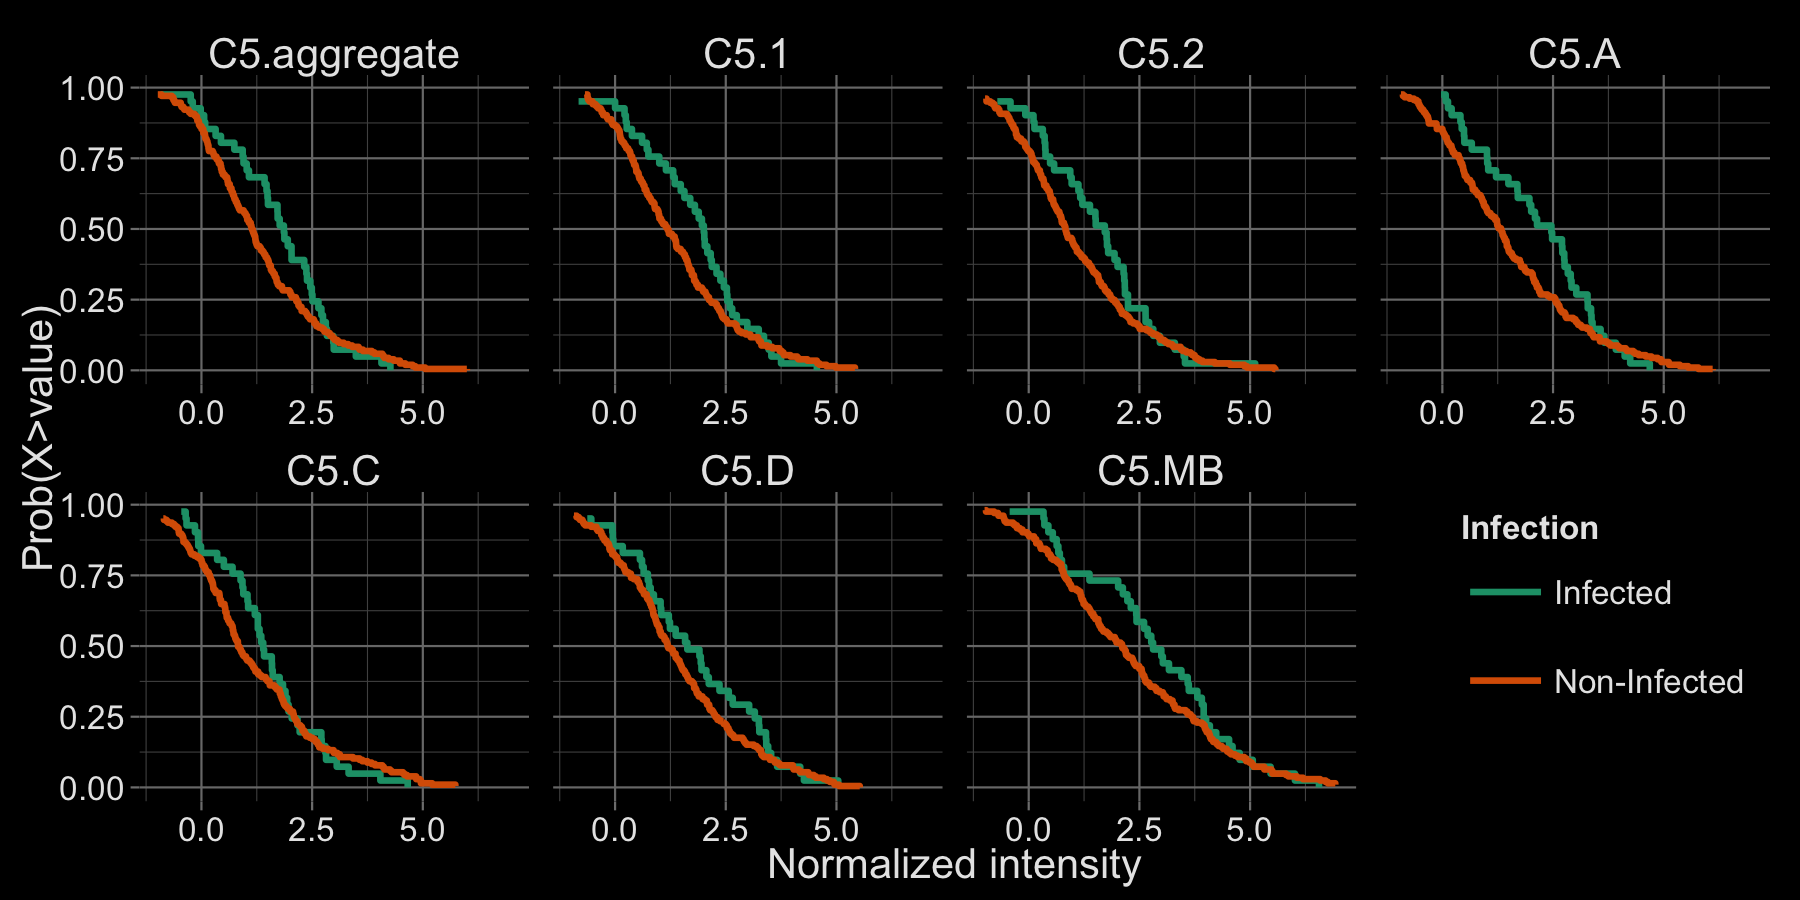 C5.aggregate C5.1 C5.2 C5.A
1.00
0.75
0.50
0.25
0.00
0.0 2.5 5.0 0.0 2.5 5.0 0.0 2.5 5.0 0.0 2.5 5.0
Prob(X>value)
C5.C C5.D C5.MB
1.00
0.75
0.50
0.25
0.00
0.0 2.5 5.0 0.0 2.5 5.0 0.0 2.5 5.0
Normalized intensity
Infection
Infected
Non-Infected